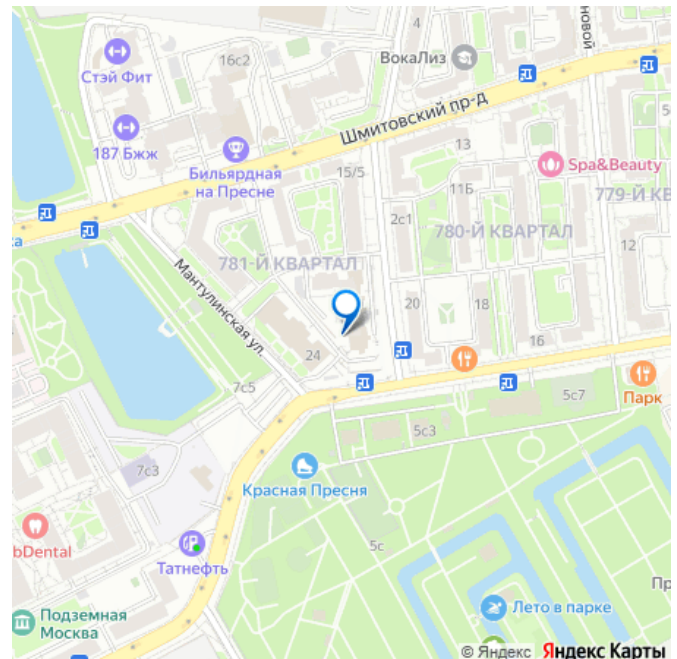 Стэй Фит
16с2
ВокаЛиз
4
новой
187 Бжж
Шмитовский пр-д
Бильярдная
на Пресне
15/5
13
Spa&Beauty
11Б
2с1
779-Й КВ
780-Й КВАРТАЛ
781-Й КВАРТАЛ
12
Мантулинская ул.
20
18
16
24
7с5
5с7
Парк
5с3
7с3
Красная Пресня
bDental
5с
Татнефть
Пр
Подземная
Москва
Лето в парке
© Яндекс Яндекс Карты